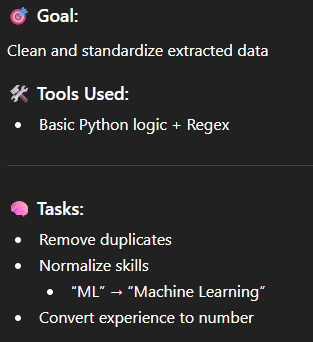 🎯 Goal:
Clean and standardize extracted data
🛠️ Tools Used:
• Basic Python logic + Regex
🧠 Tasks:
• Remove duplicates
• Normalize skills
• “ML” → “Machine Learning”
• Convert experience to number